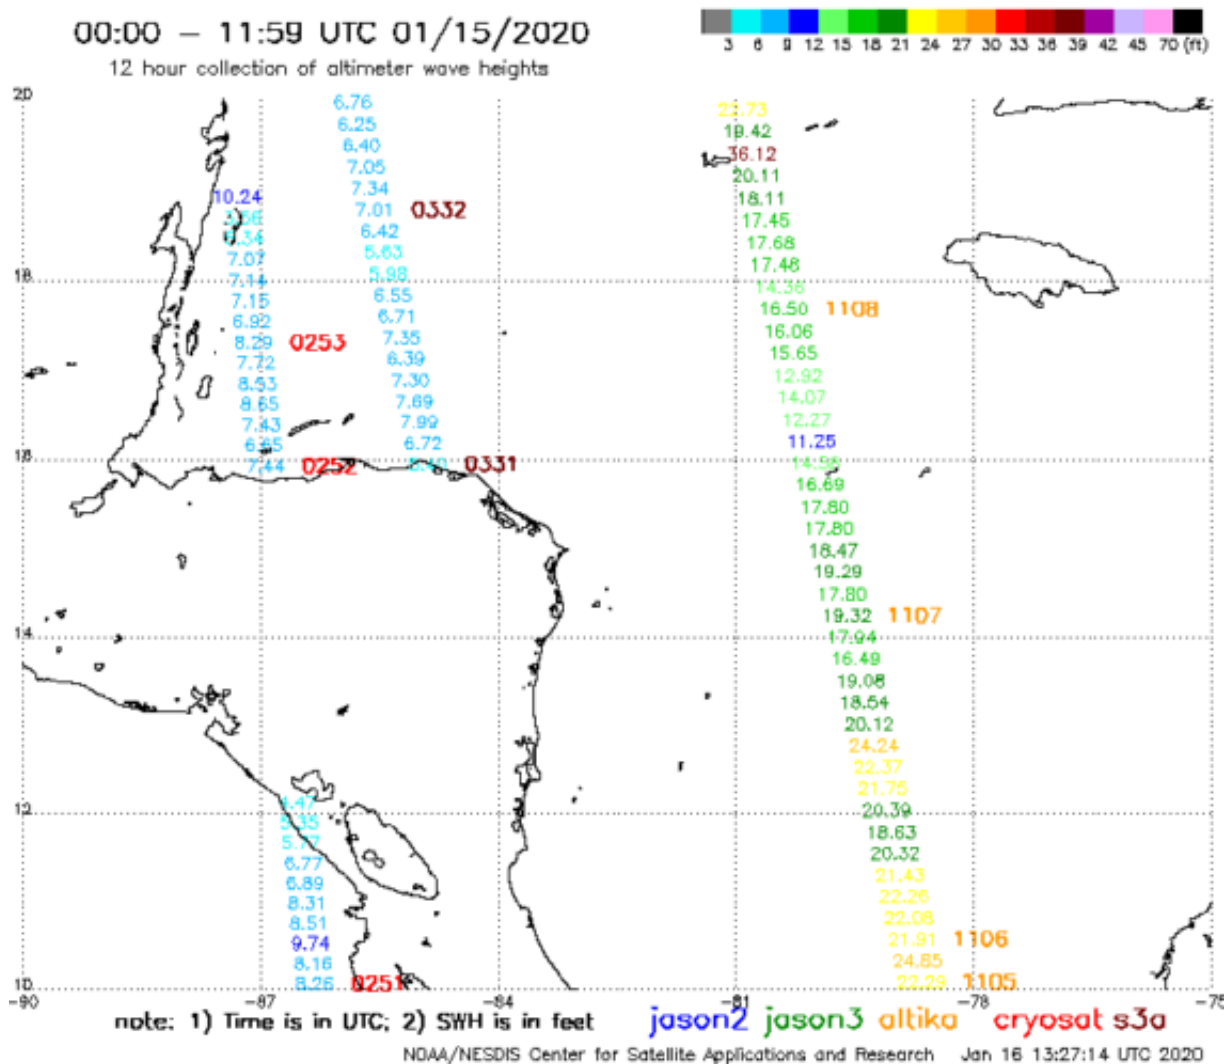 00:00 – 11:59 UTC 01/15/2020
12 hour collection of altimeter wave heights
3 6 9 12 15 18 21 24 27 30 33 36 39 42 45 70 (ft)
20
6.76 22.73
6.25 19.42
6.40 36.12
7.05 20.11
10.24 7.34 18.11
7.01 0332 17.45
6.42 17.68
7.07 5.63 17.48
18
7.14 5.98 14.36
7.15 6.55 16.50 1108
6.92 6.71 16.06
8.29 0253 7.35 15.65
7.72 6.39 12.92
8.53 7.30 14.07
8.65 7.69 12.27
7.43 7.99 11.25
6.65 6.72
16
7.44 0252 0331
16.69
17.80
17.80
18.47
19.29
17.80
19.32 1107
14
17.94
16.49
19.08
18.54
20.12
24.24
22.37
21.75
12
5.35 20.39
5.77 18.63
6.77 20.32
6.89 21.43
8.31 22.26
8.51 22.08
9.74 21.91 1106
8.16 24.85
10 8.26 0251 22.29 1105
-90 -87 -84 -81 -78 -75
note: 1) Time is in UTC; 2) SWH is in feet jason2 jason3 altika cryosat s3a
NOAA/NESDIS Center for Satellite Applications and Research Jan 16 13:27:14 UTC 2020